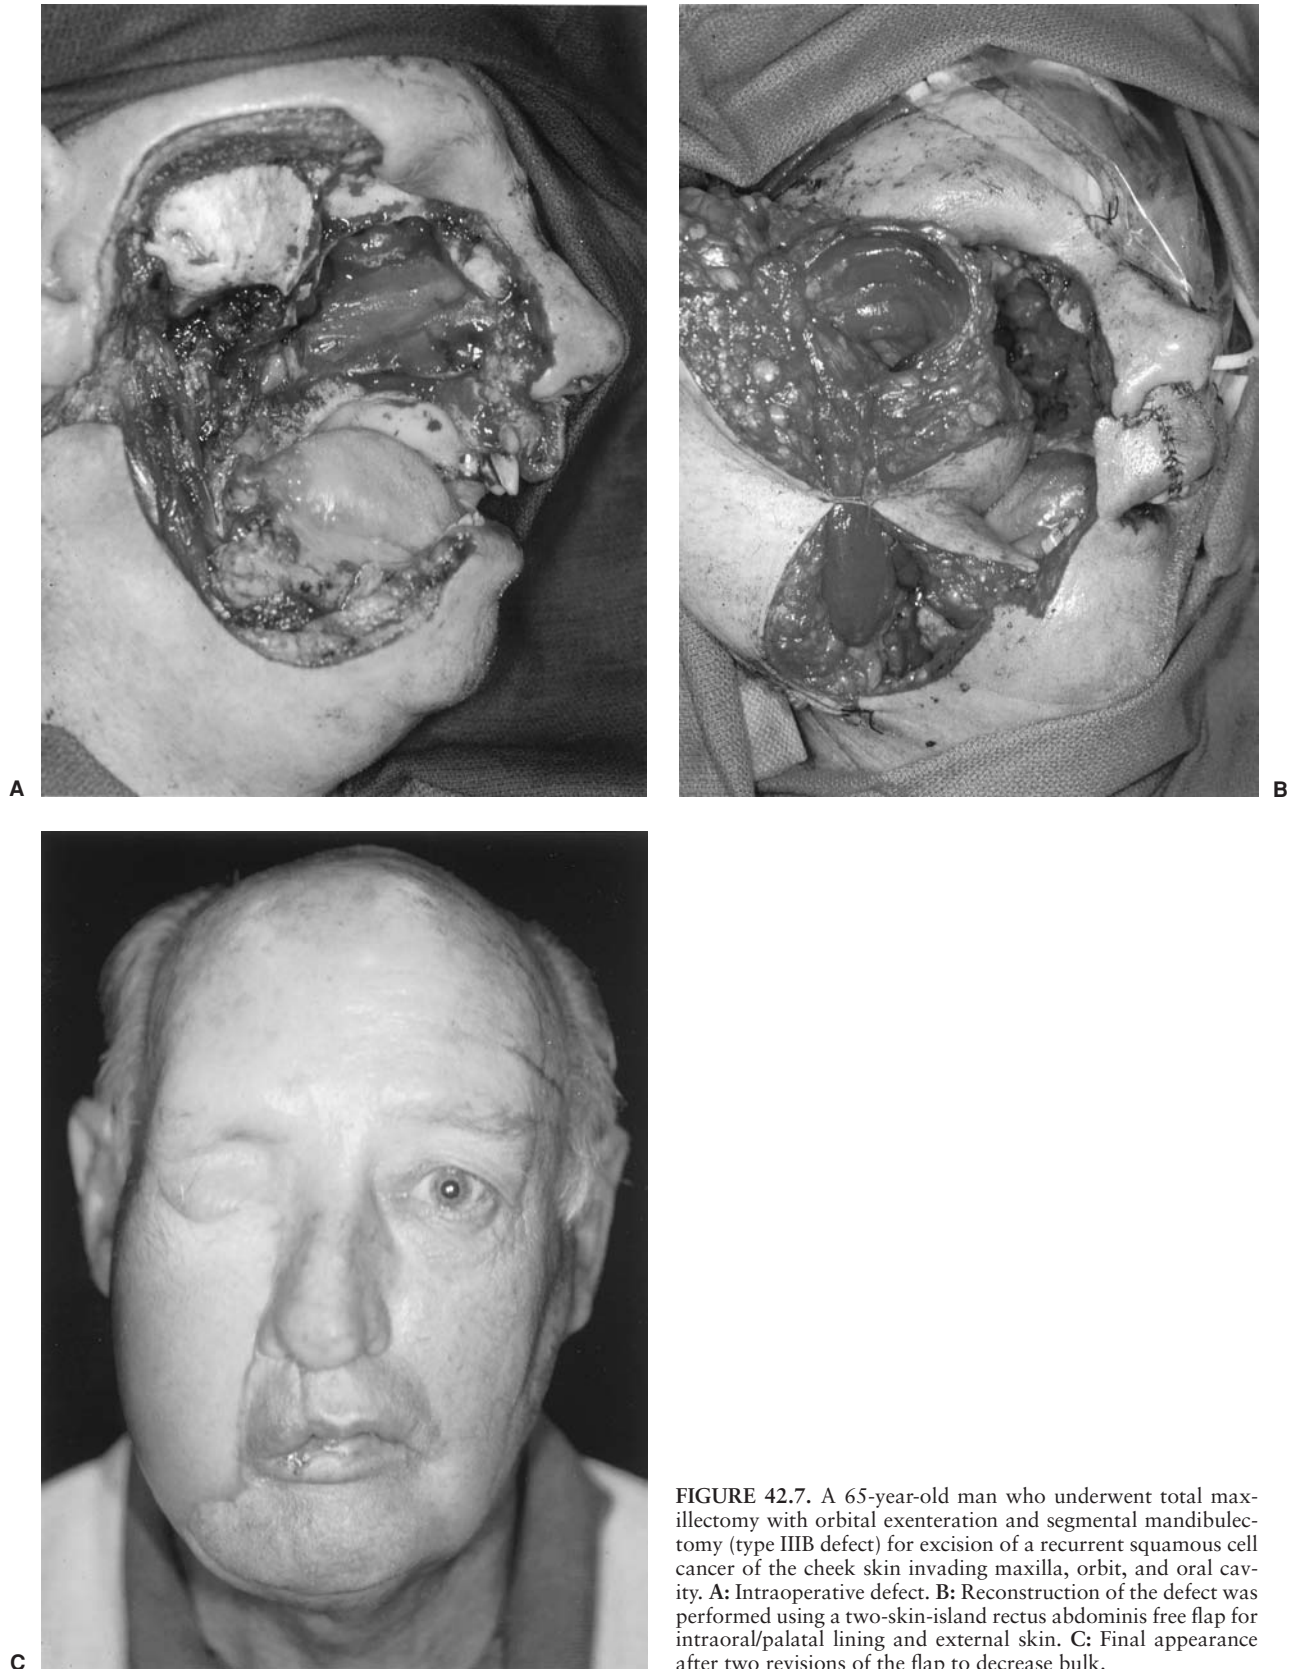 A
B
C
FIGURE 42.7. A 65-year-old man who underwent total max-
illectomy with orbital exenteration and segmental mandibulec-
tomy (type IIIB defect) for excision of a recurrent squamous cell
cancer of the cheek skin invading maxilla, orbit, and oral cav-
ity. A: Intraoperative defect. B: Reconstruction of the defect was
performed using a two-skin-island rectus abdominis free flap for
intraoral/palatal lining and external skin. C: Final appearance
after two revisions of the flap to decrease bulk.